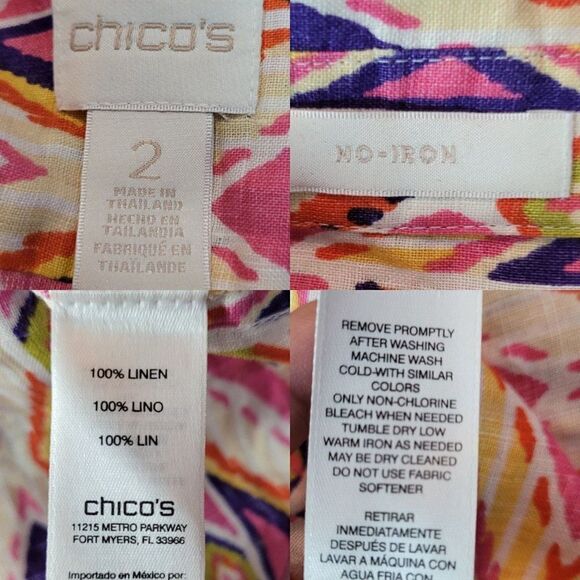 chico's
2
MADE IN
THAILAND
HECHO EN
TAILANDIA
FABRIQUÉ EN
THAÏLANDE
NO-IRON
100% LINEN
100% LINO
100% LIN
chico's
11215 METRO PARKWAY
FORT MYERS, FL 33966
Importado en México por:
REMOVE PROMPTLY
AFTER WASHING
MACHINE WASH
COLD-WITH SIMILAR
COLORS
ONLY NON-CHLORINE
BLEACH WHEN NEEDED
TUMBLE DRY LOW
WARM IRON AS NEEDED
MAY BE DRY CLEANED
DO NOT USE FABRIC
SOFTENER
RETIRAR
INMEDIATAMENTE
DESPUÉS DE LAVAR
LAVAR A MÁQUINA CON
AGUA FRÍA CON